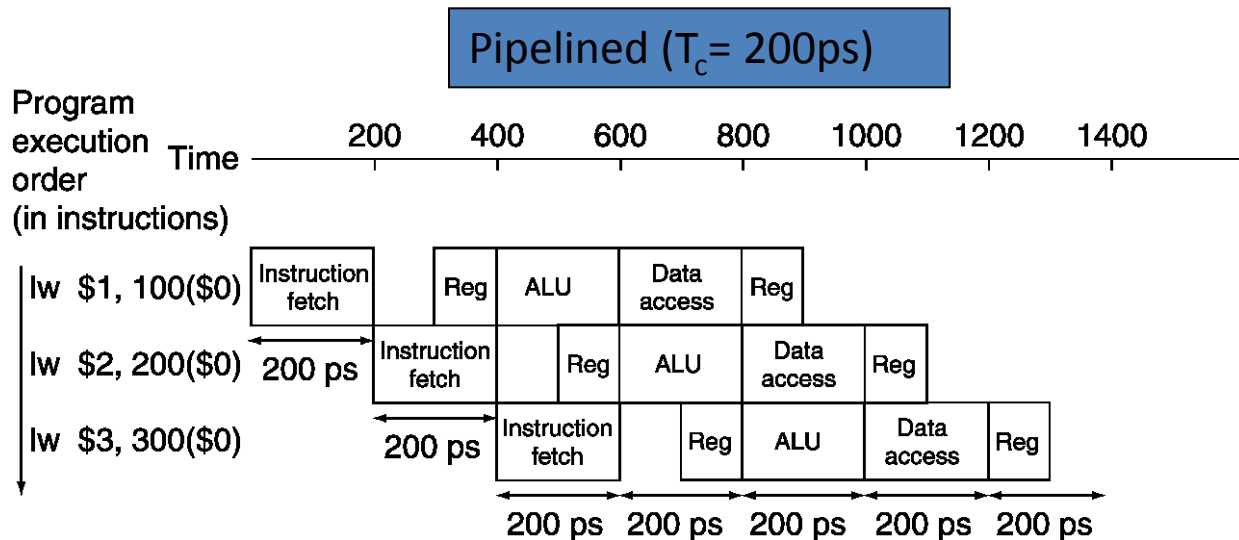 Pipelined (Tc= 200ps)
Program
execution
order
(in instructions)
Time
200 400 600 800 1000 1200 1400
lw $1, 100($0)
Instruction
fetch
Reg
ALU
Data
access
Reg
lw $2, 200($0)
200 ps
Instruction
fetch
Reg
ALU
Data
access
Reg
lw $3, 300($0)
200 ps
Instruction
fetch
Reg
ALU
Data
access
Reg
200 ps 200 ps 200 ps 200 ps 200 ps